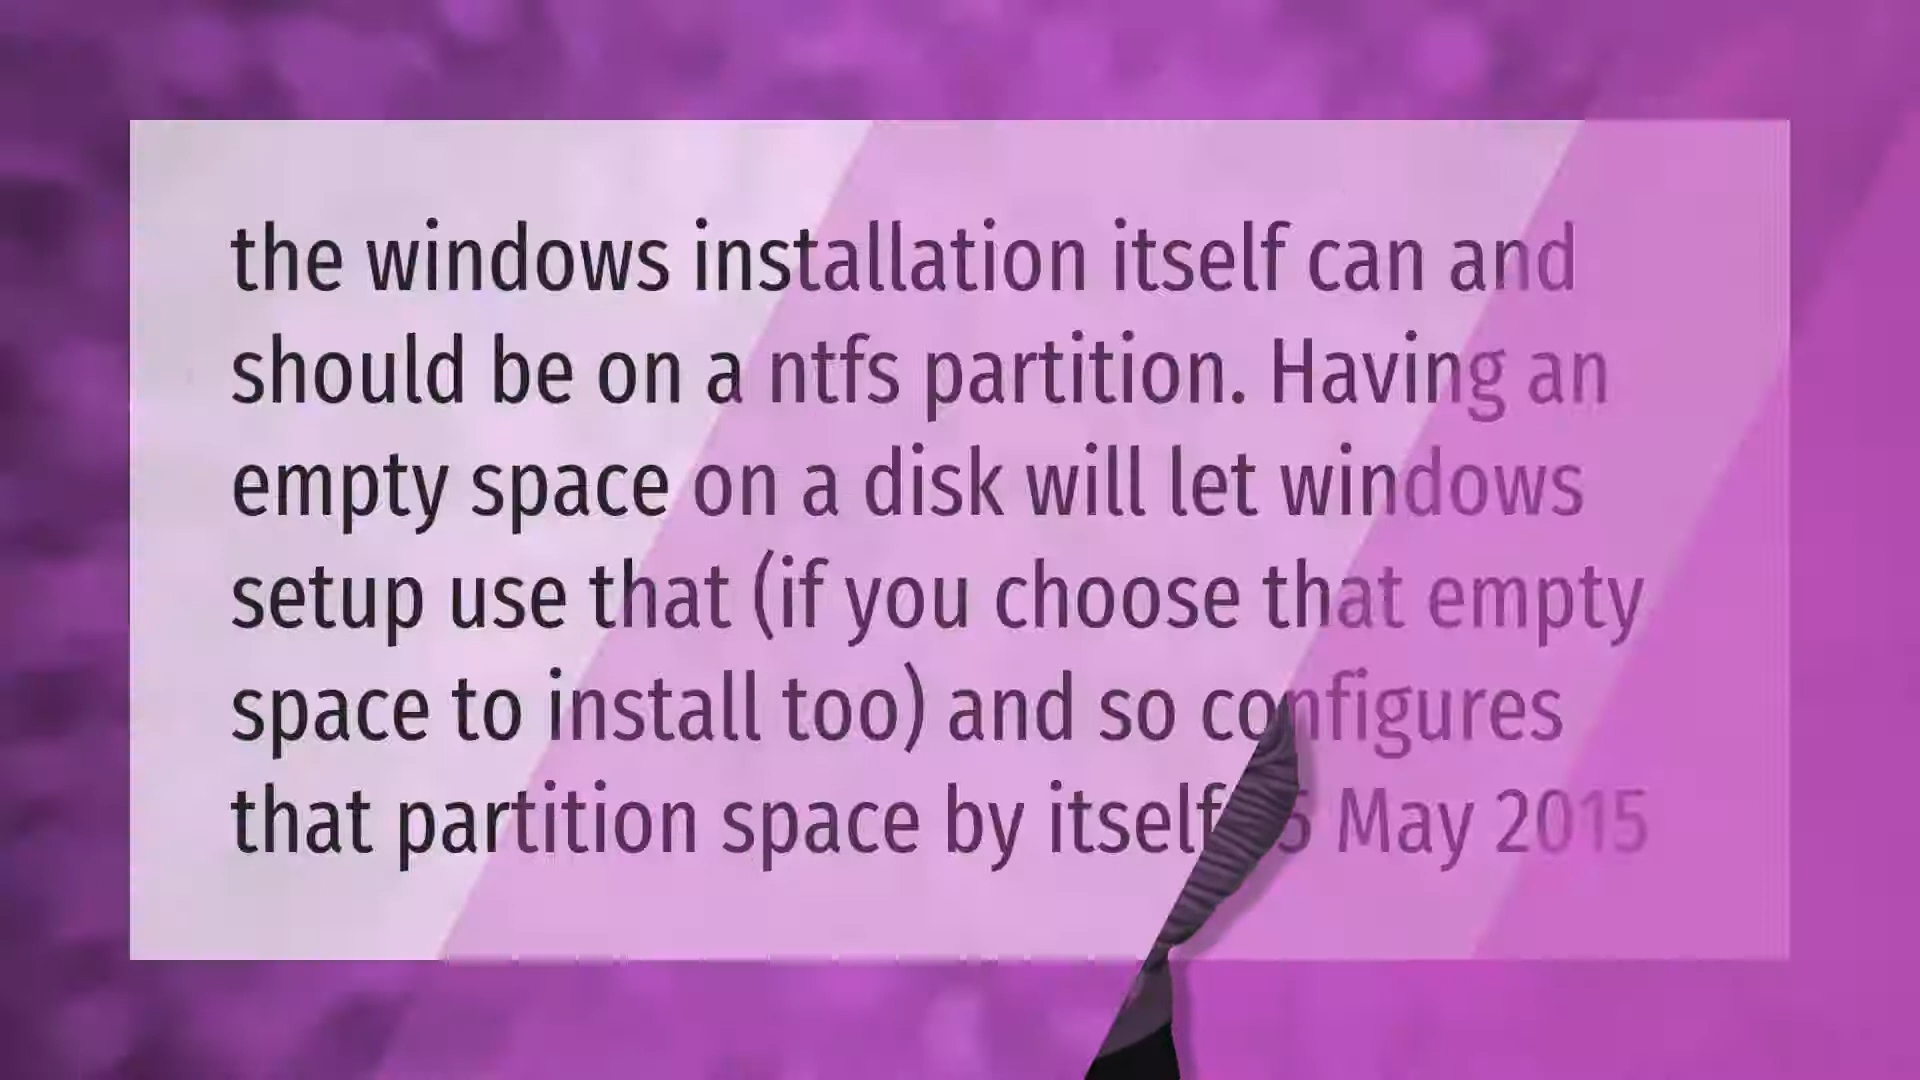 the windows installation itself can and
should be on a ntfs partition. Having an
empty space on a disk will let windows
setup use that (if you choose that empty
space to install too) and so configures
that partition space by itself May 2015